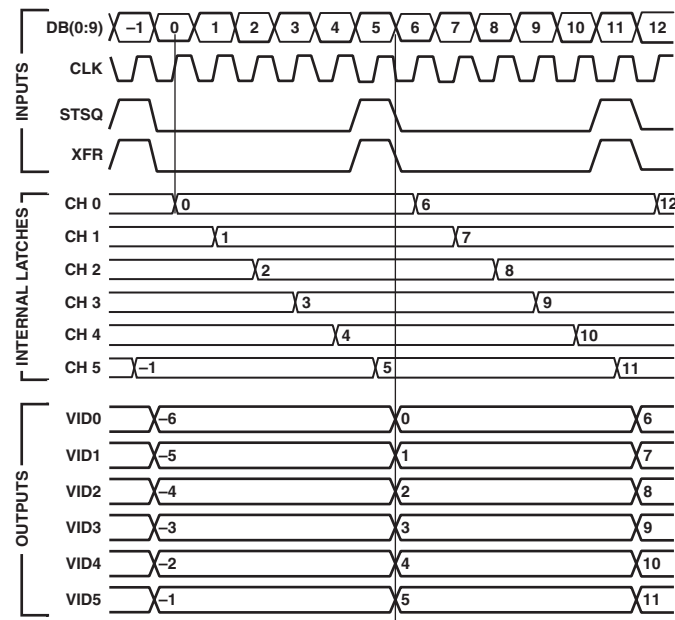 INPUTS
DB(0:9) –1 0 1 2 3 4 5 6 7 8 9 10 11 12
CLK
STSQ
XFR
INTERNAL LATCHES
CH 0 0 6 12
CH 1 1 7
CH 2 2 8
CH 3 3 9
CH 4 4 10
CH 5 –1 5 11
OUTPUTS
VID0 –6 0 6
VID1 –5 1 7
VID2 –4 2 8
VID3 –3 3 9
VID4 –2 4 10
VID5 –1 5 11